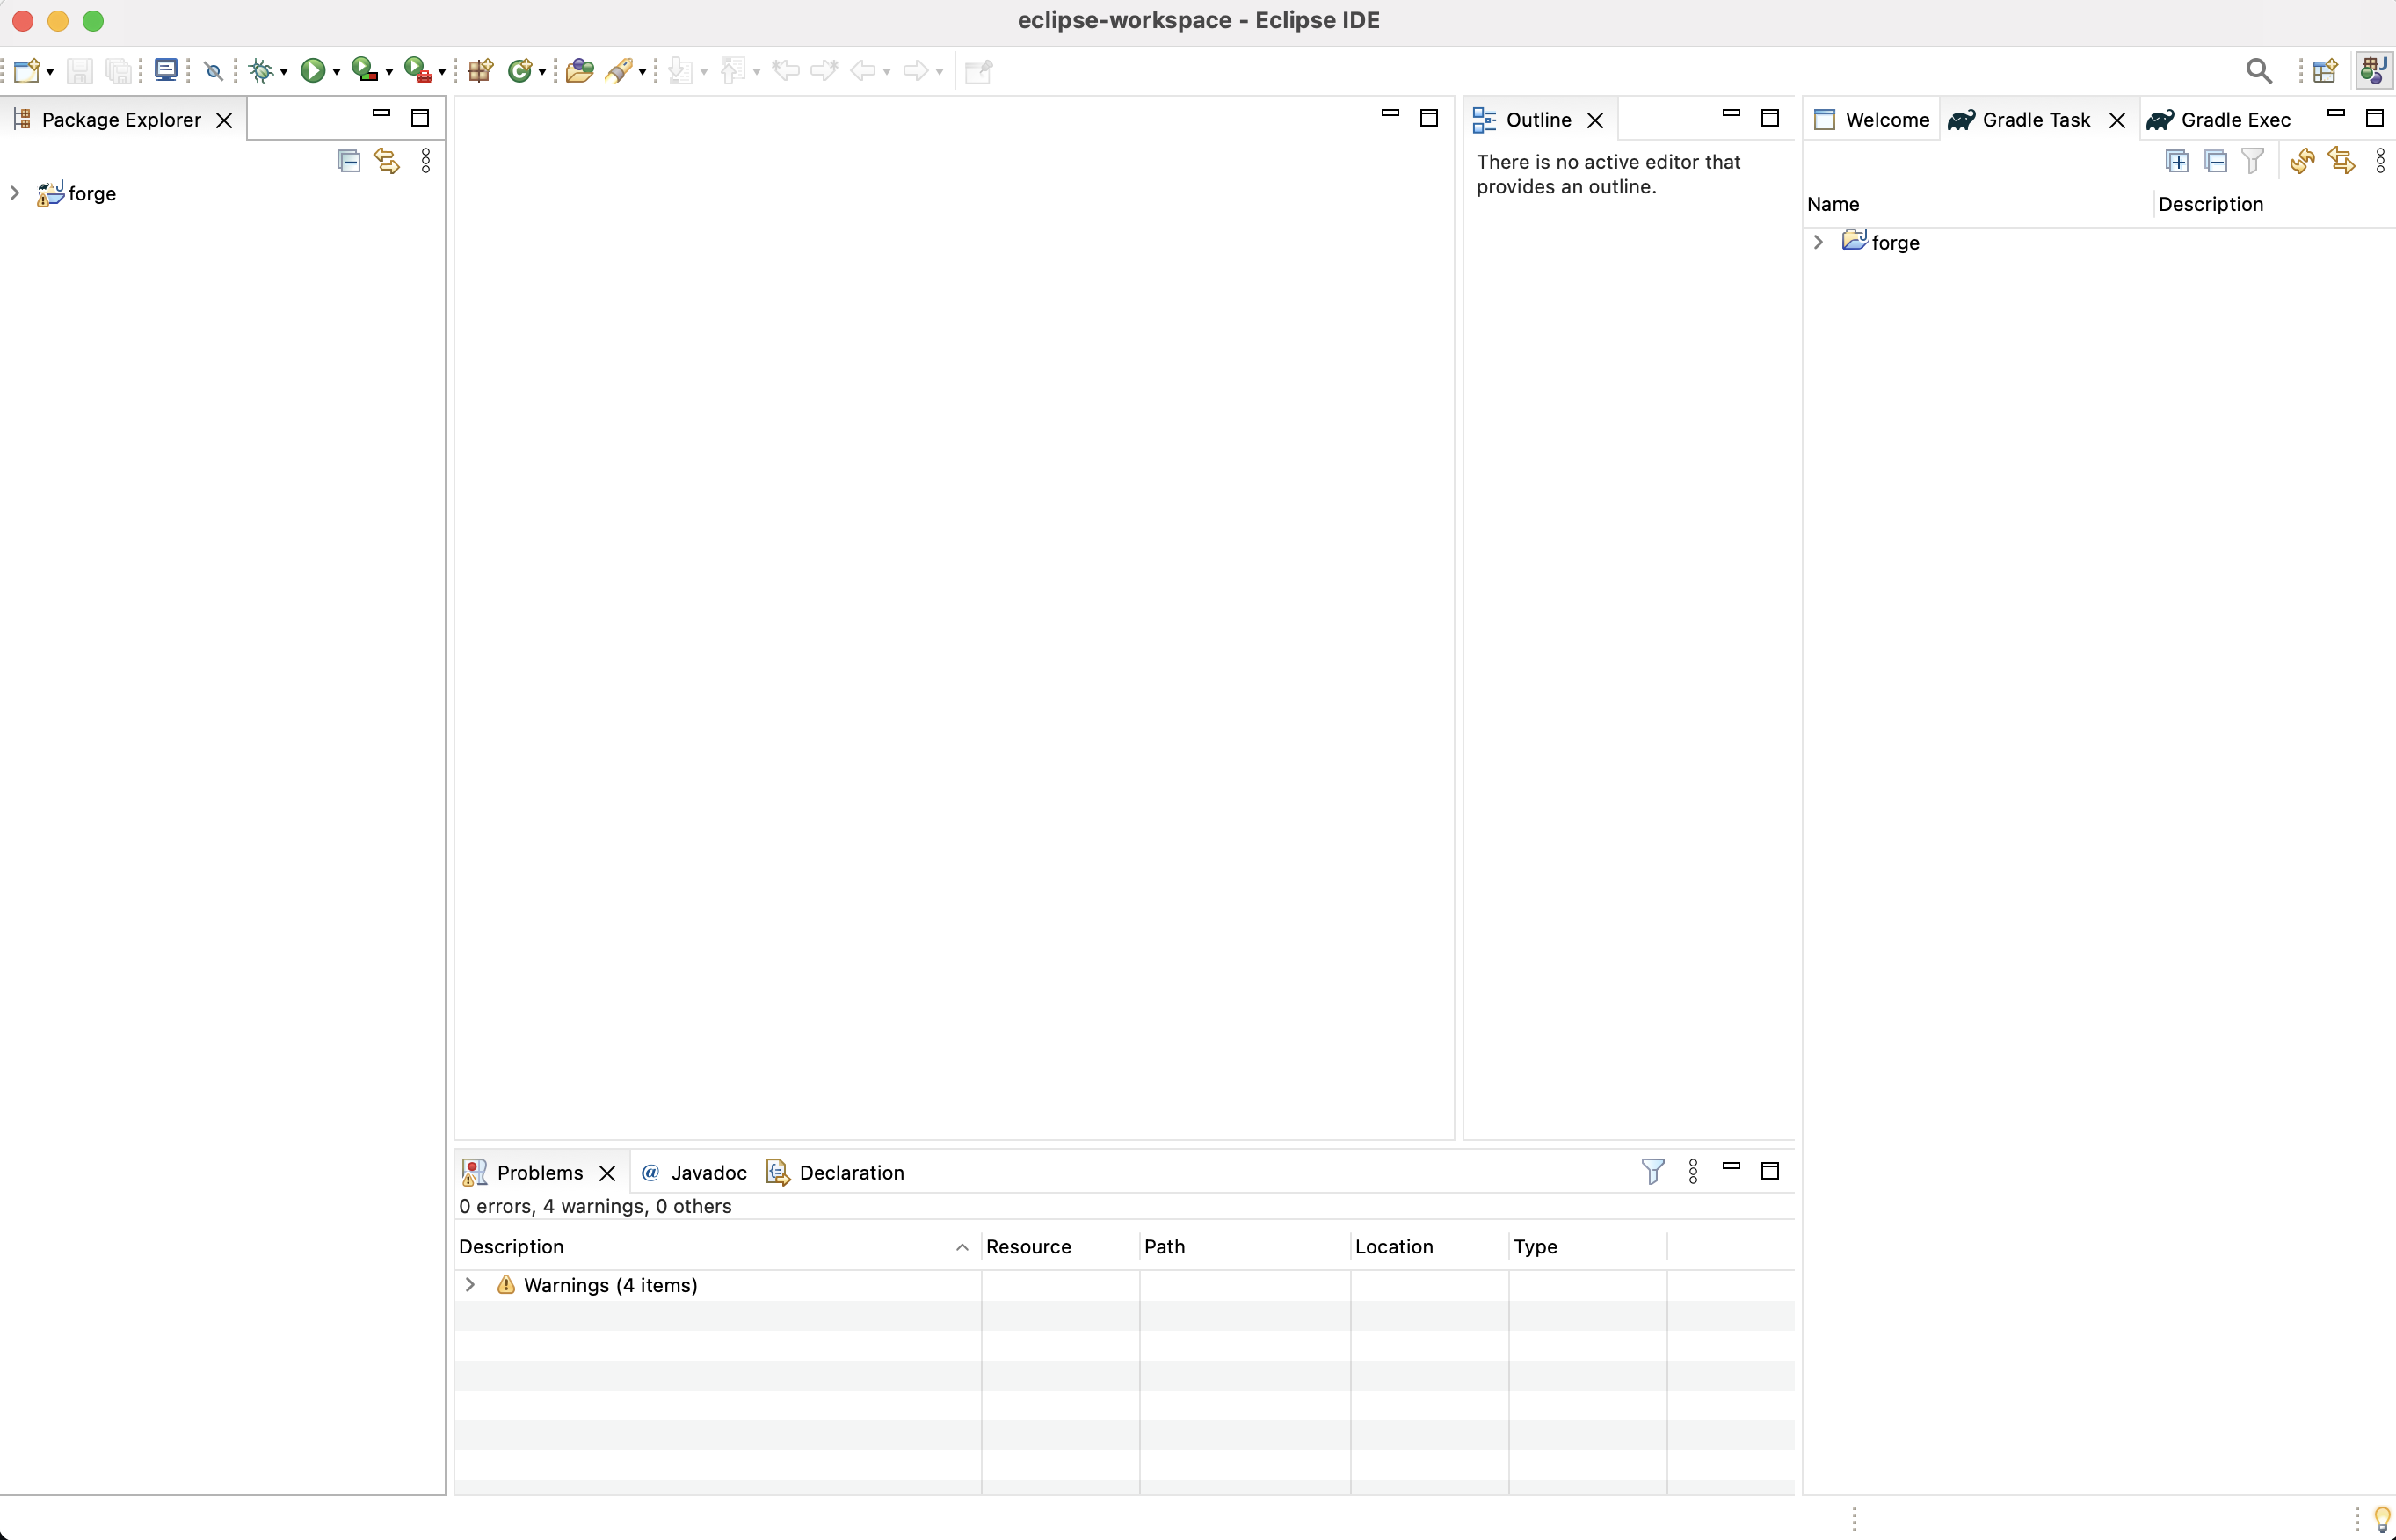 eclipse-workspace - Eclipse IDE
Package Explorer
forge
Outline
There is no active editor that
provides an outline.
Welcome
Gradle Task
Gradle Exec
Name
Description
forge
Problems
@ Javadoc
Declaration
0 errors, 4 warnings, 0 others
Description
Resource
Path
Location
Type
Warnings (4 items)